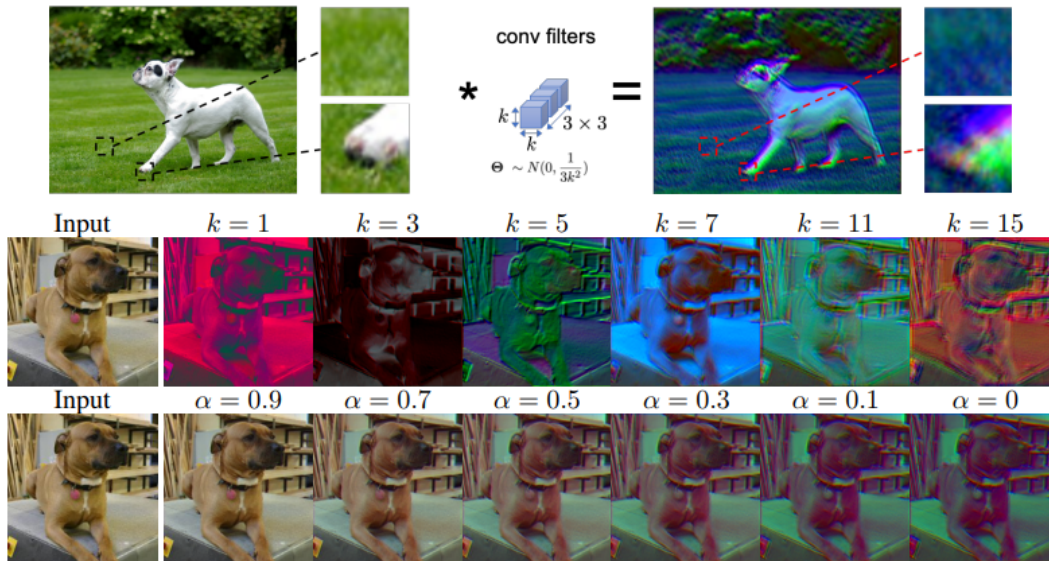 conv filters
* =
k
k
3 × 3
Θ ∼ N(0, 1/3k²)
Input k = 1 k = 3 k = 5 k = 7 k = 11 k = 15
Input α = 0.9 α = 0.7 α = 0.5 α = 0.3 α = 0.1 α = 0